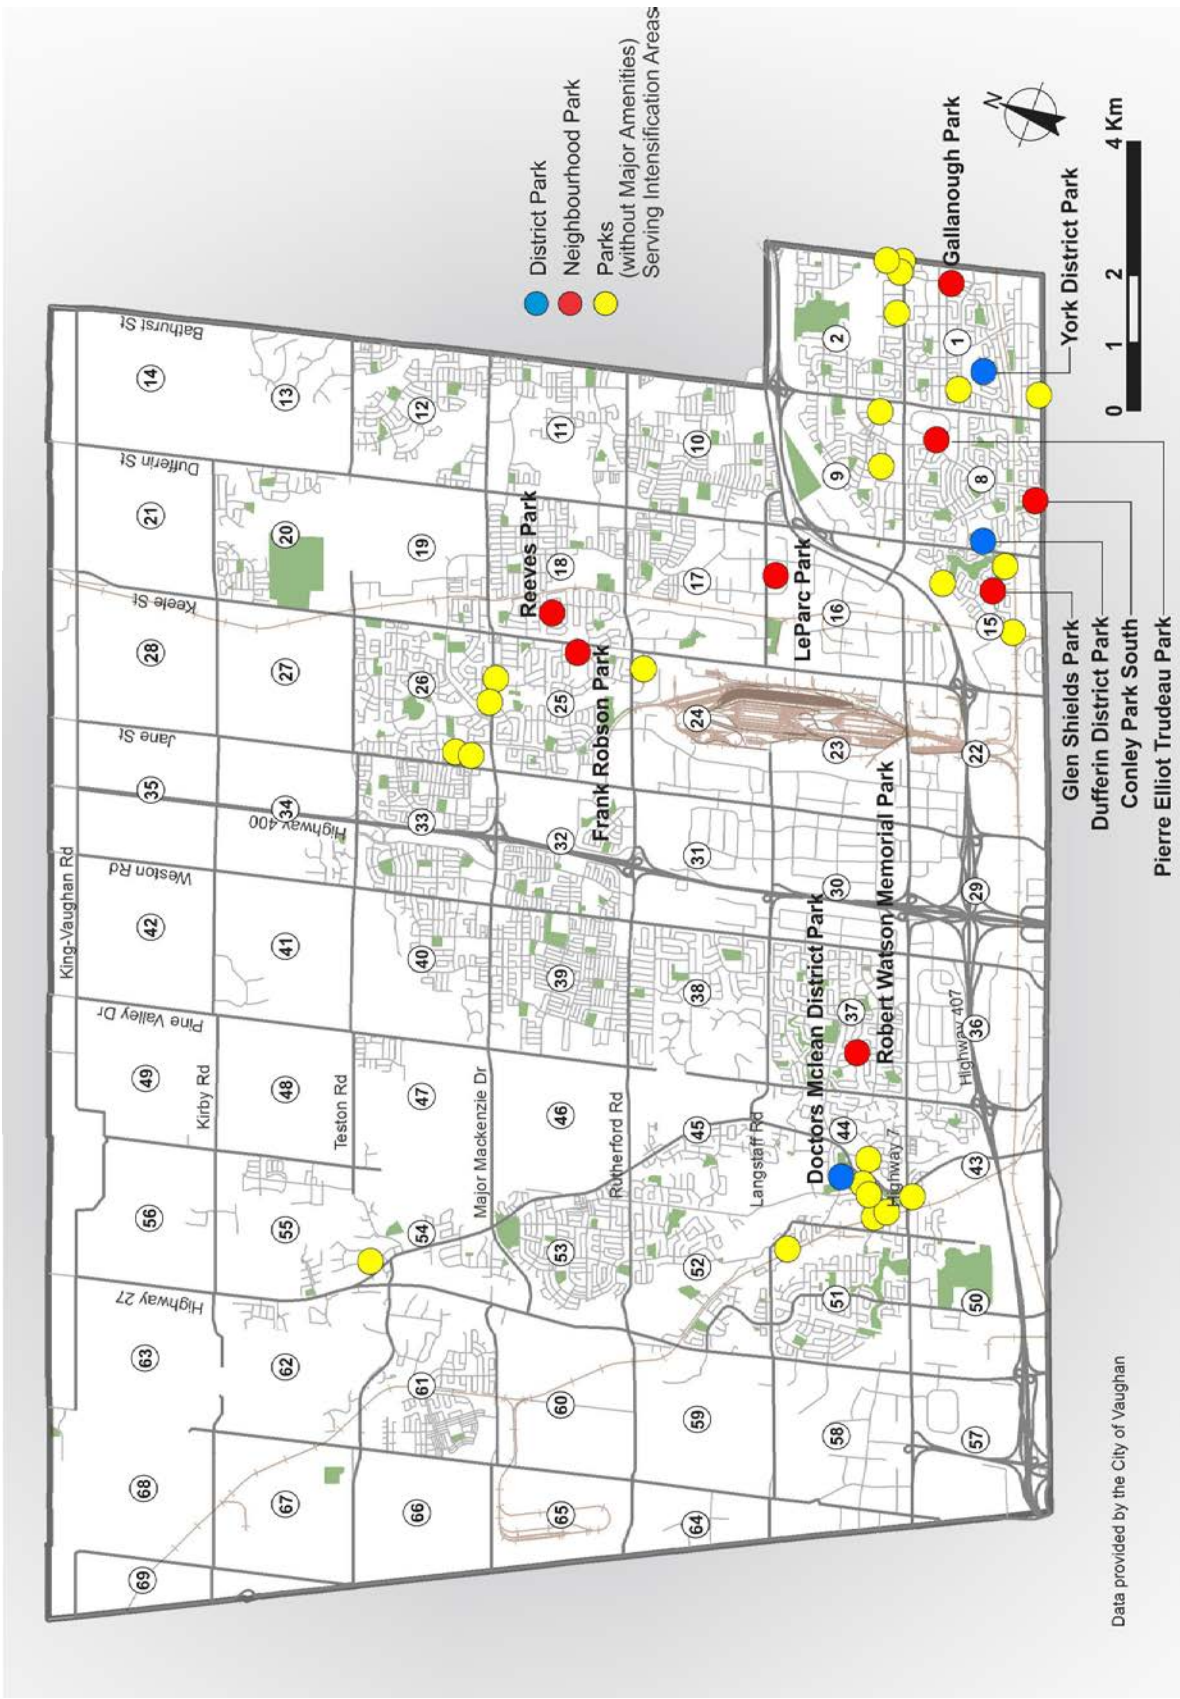 King-Vaughan Rd
Kirby Rd
Teston Rd
Major Mackenzie Dr
Rutherford Rd
Langstaff Rd
Highway 7
Highway 407
Highway 27
Pine Valley Dr
Weston Rd
Highway 400
Jane St
Keele St
Dufferin St
Bathurst St
69
68
63
56
49
42
35
28
21
14
67
62
55
48
41
34
27
20
13
66
61
54
47
40
33
26
19
12
65
60
53
46
39
32
25
18
11
64
59
52
45
38
31
24
17
10
58
51
44
37
30
23
16
9
2
57
50
43
36
29
22
15
8
1
Reeves Park
Frank Robson Park
LeParc Park
Doctors Mclean District Park
Robert Watson Memorial Park
Gallanough Park
York District Park
Glen Shields Park
Dufferin District Park
Conley Park South
Pierre Elliot Trudeau Park
District Park
Neighbourhood Park
Parks
(without Major Amenities)
Serving Intensification Areas
N
0 1 2 4 Km
Data provided by the City of Vaughan